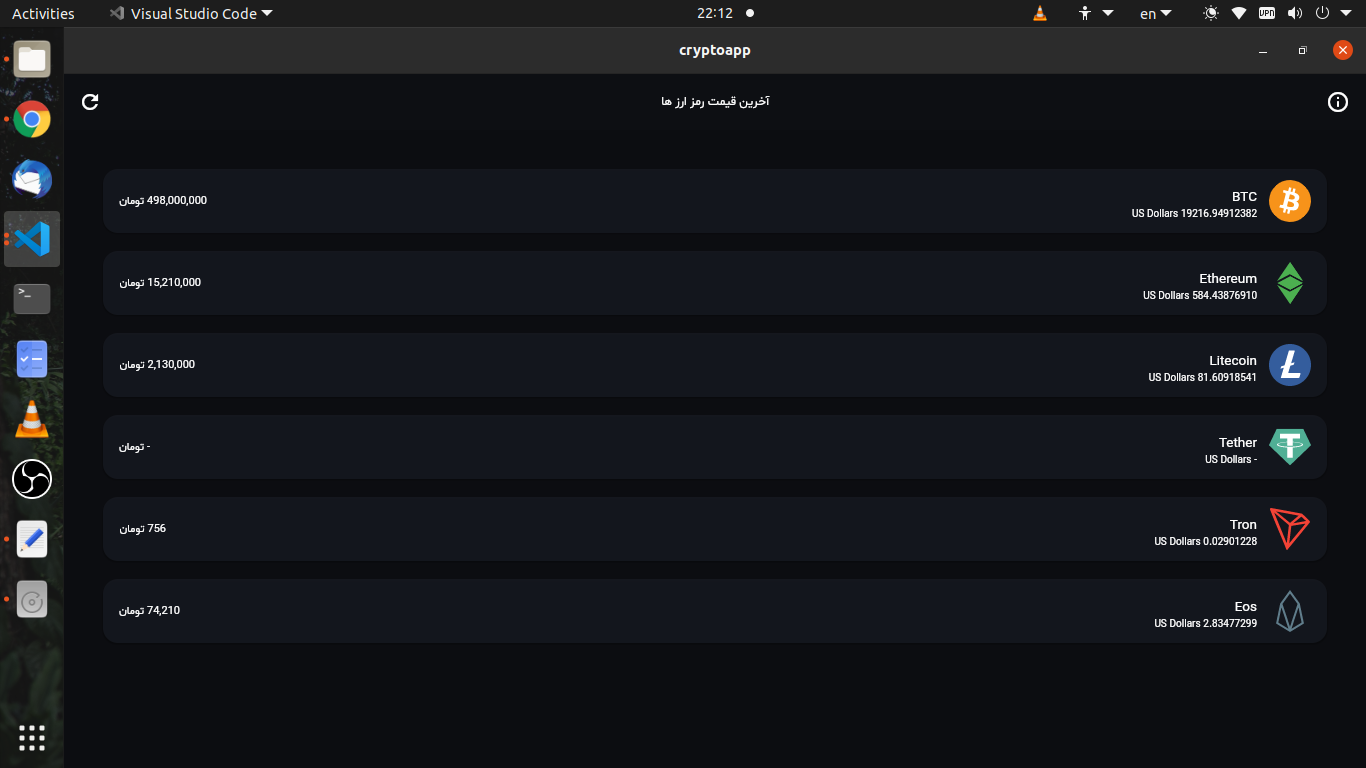 Activities
Visual Studio Code
22:12
en
VPN
cryptoapp
آخرین قیمت رمز ارز ها
BTC
US Dollars 19216.94912382
498,000,000 تومان
Ethereum
US Dollars 584.43876910
15,210,000 تومان
Litecoin
US Dollars 81.60918541
2,130,000 تومان
Tether
US Dollars -
- تومان
Tron
US Dollars 0.02901228
756 تومان
Eos
US Dollars 2.83477299
74,210 تومان